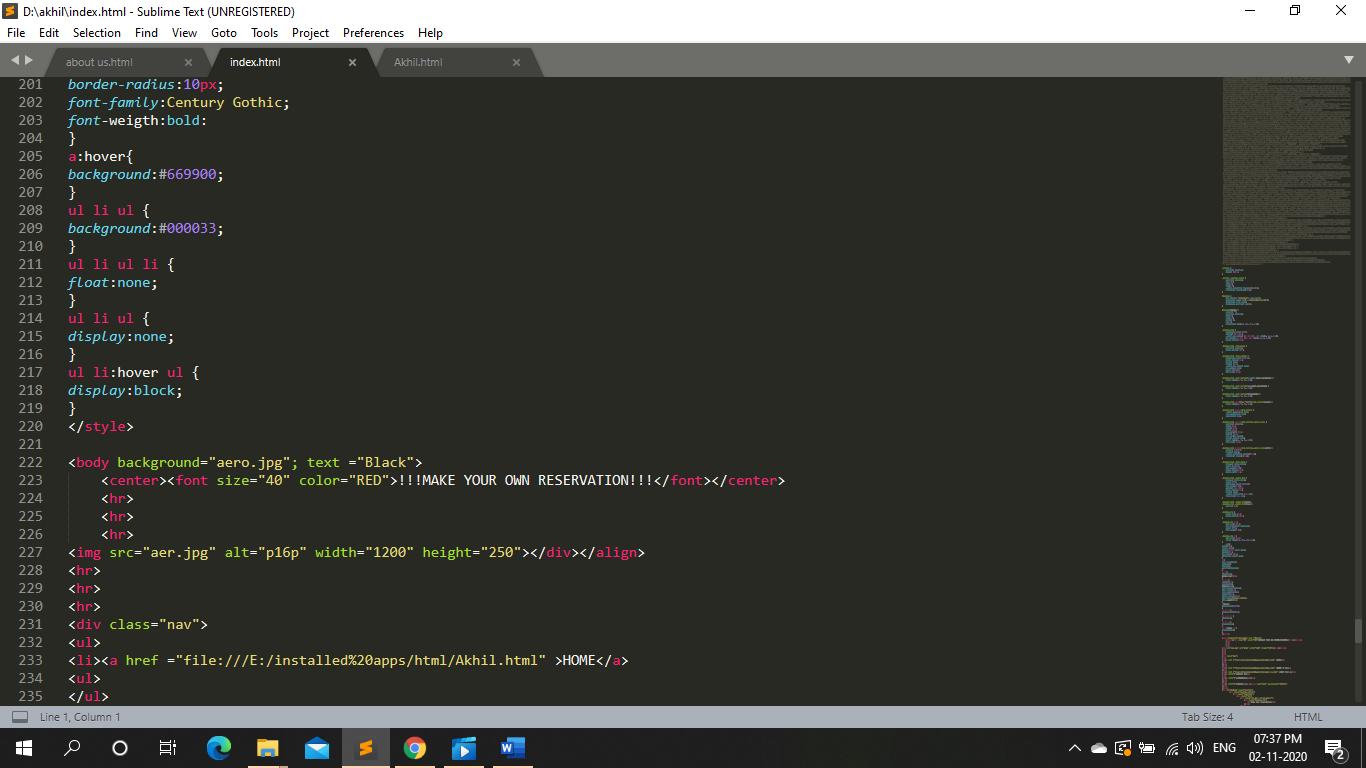 D:\akhil\index.html - Sublime Text (UNREGISTERED)
File Edit Selection Find View Goto Tools Project Preferences Help
about us.html index.html Akhil.html
201 border-radius:10px;
202 font-family:Century Gothic;
203 font-weigth:bold:
204 }
205 a:hover{
206 background:#669900;
207 }
208 ul li ul {
209 background:#000033;
210 }
211 ul li ul li {
212 float:none;
213 }
214 ul li ul {
215 display:none;
216 }
217 ul li:hover ul {
218 display:block;
219 }
220 </style>
221
222 <body background="aero.jpg"; text ="Black">
223 <center><font size="40" color="RED">!!!MAKE YOUR OWN RESERVATION!!!</font></center>
224 <hr>
225 <hr>
226 <hr>
227 <img src="aer.jpg" alt="p16p" width="1200" height="250"></div></align>
228 <hr>
229 <hr>
230 <hr>
231 <div class="nav">
232 <ul>
233 <li><a href ="file:///E:/installed%20apps/html/Akhil.html" >HOME</a>
234 <ul>
235 </ul>
Line 1, Column 1 Tab Size: 4 HTML
ENG 07:37 PM
02-11-2020 2